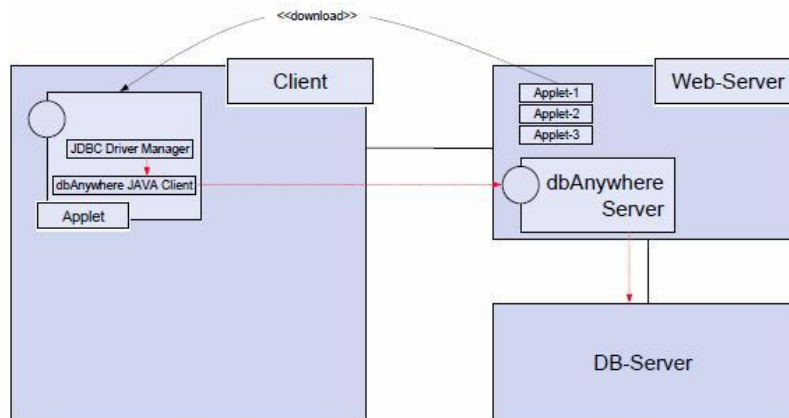 <<download>>
Client
Web-Server
Applet-1
Applet-2
Applet-3
JDBC Driver Manager
dbAnywhere JAVA Client
dbAnywhere
Server
Applet
DB-Server